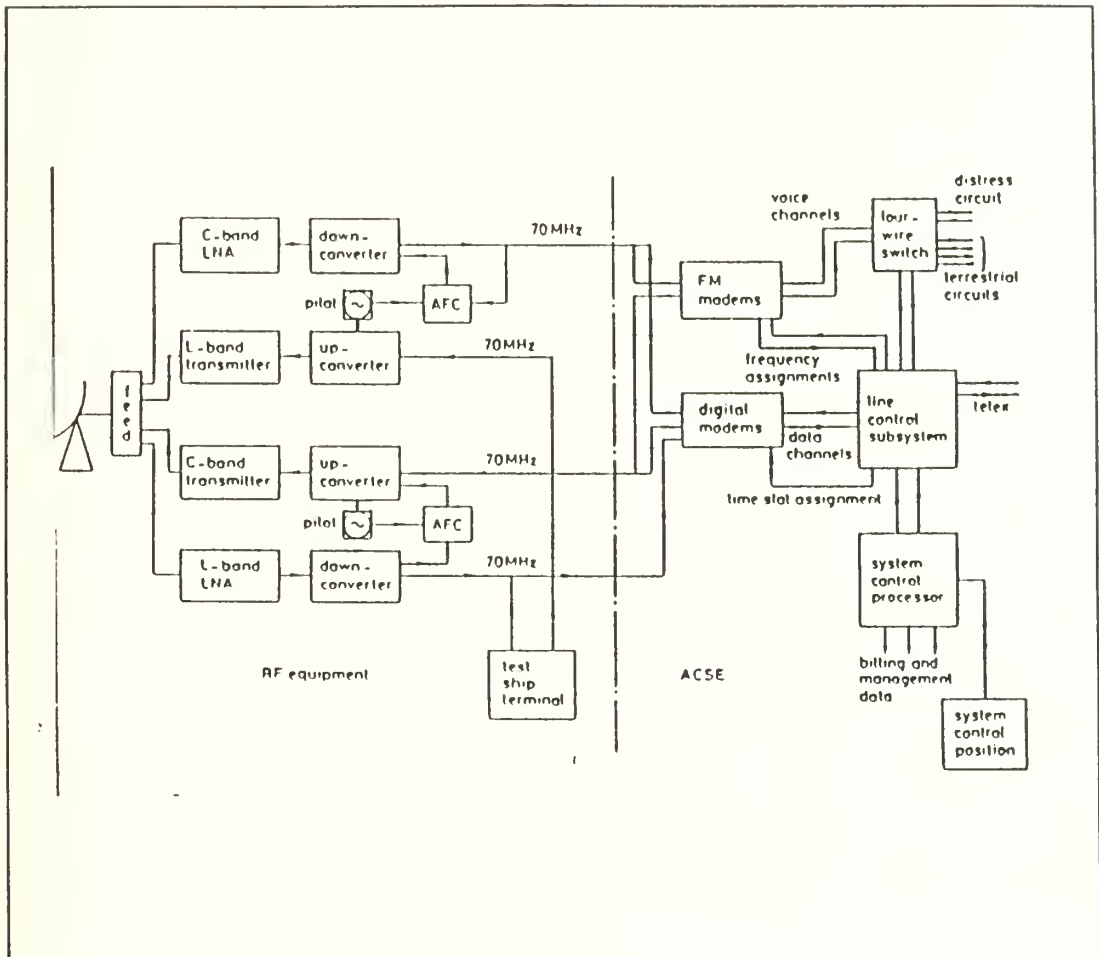 distress
circuit
voice
channels
four-
wire
switch
terrestrial
circuits
C-band
LNA
down-
converter
70MHz
pilot
~
AFC
FM
modems
L-band
transmitter
up-
converter
70MHz
frequency
assignments
feed
digital
modems
line
control
subsystem
telex
data
channels
C-band
transmitter
up-
converter
70MHz
time slot assignment
pilot
~
AFC
L-band
LNA
down-
converter
70MHz
system
control
processor
RF equipment
test
ship
terminal
ACSE
billing and
management
data
system
control
position